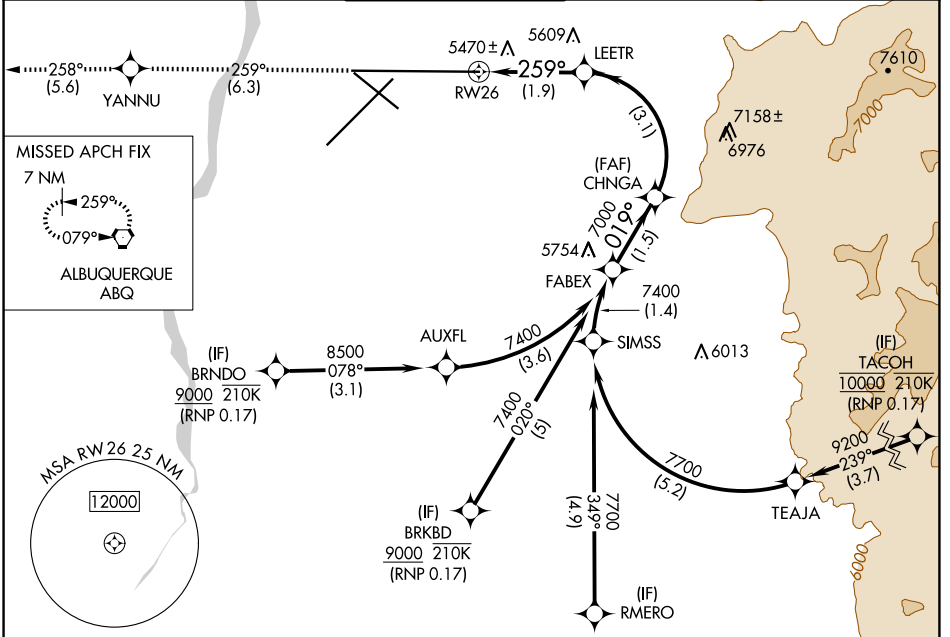 5470±
5609
LEETR
258°
(5.6)
YANNU
259°
(6.3)
RW26
259°
(1.9)
7610
7000
7158±
6976
(3.1)
MISSED APCH FIX
7 NM
259°
079°
ALBUQUERQUE
ABQ
(FAF)
CHNGA
7000
019°
(1.5)
5754
FABEX
7400
(1.4)
SIMSS
6013
AUXFL
7400
(3.6)
(IF)
BRNDO
9000 210K
(RNP 0.17)
8500
078°
(3.1)
(IF)
TACOH
10000 210K
(RNP 0.17)
9200
239°
(3.7)
TEAJA
7700
(5.2)
7400
020°
(5)
(IF)
BRKBD
9000 210K
(RNP 0.17)
7700
349°
(4.9)
(IF)
RMERO
6000
MSA RW26 25 NM
12000